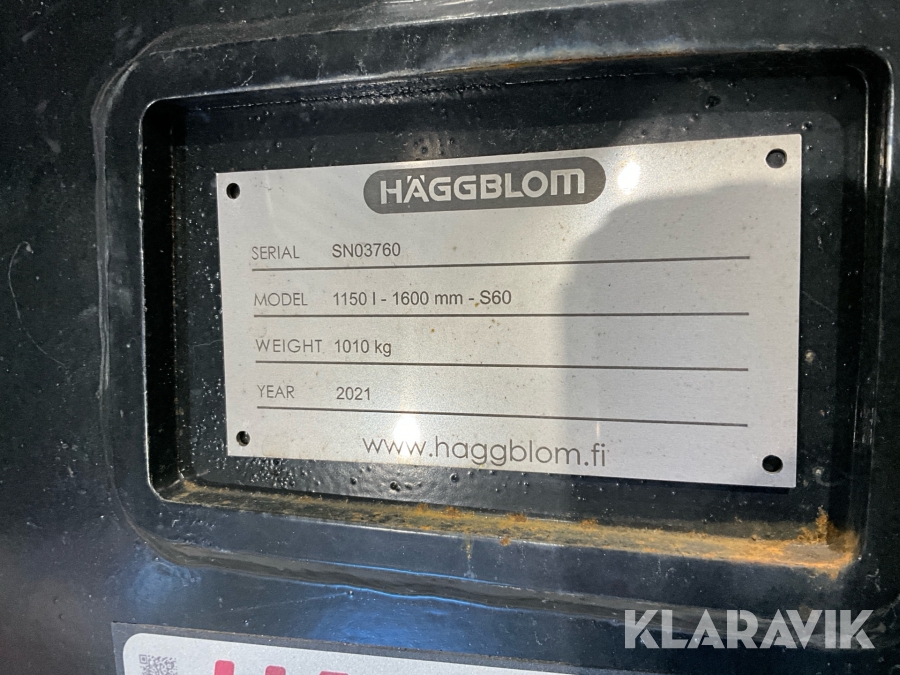 HÄGGBLOM
SERIAL SN03760
MODEL 1150 l - 1600 mm - S60
WEIGHT 1010 kg
YEAR 2021
www.haggblom.fi
KLARAVIK